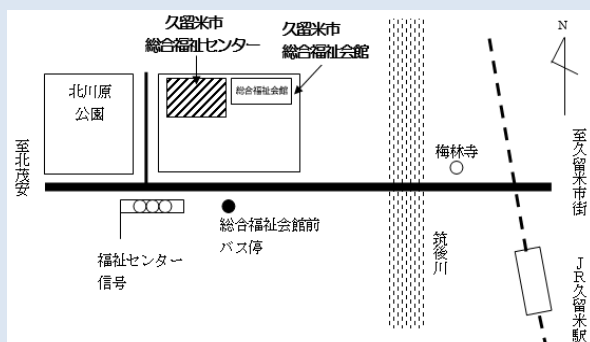 久留米市
総合福祉センター
久留米市
総合福祉会館
N
総合福祉会館
北川原
公園
至北茂安
梅林寺
至久留米市街
総合福祉会館前
バス停
福祉センター
信号
筑後川
JR久留米駅